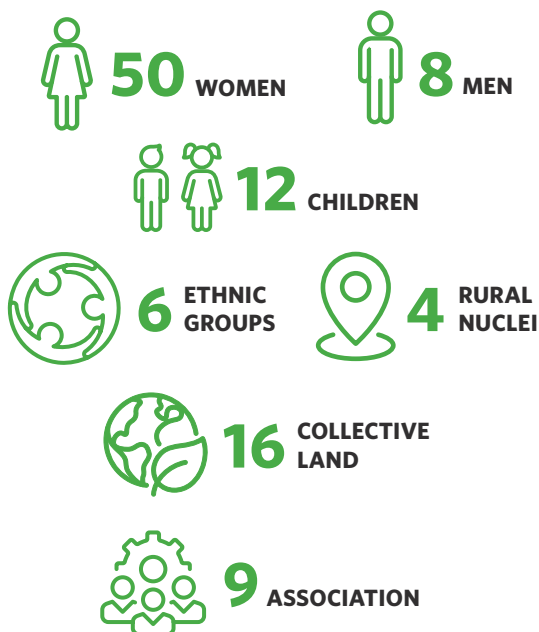 50 WOMEN
8 MEN
12 CHILDREN
6 ETHNIC
GROUPS
4 RURAL
NUCLEI
16 COLLECTIVE
LAND
9 ASSOCIATION